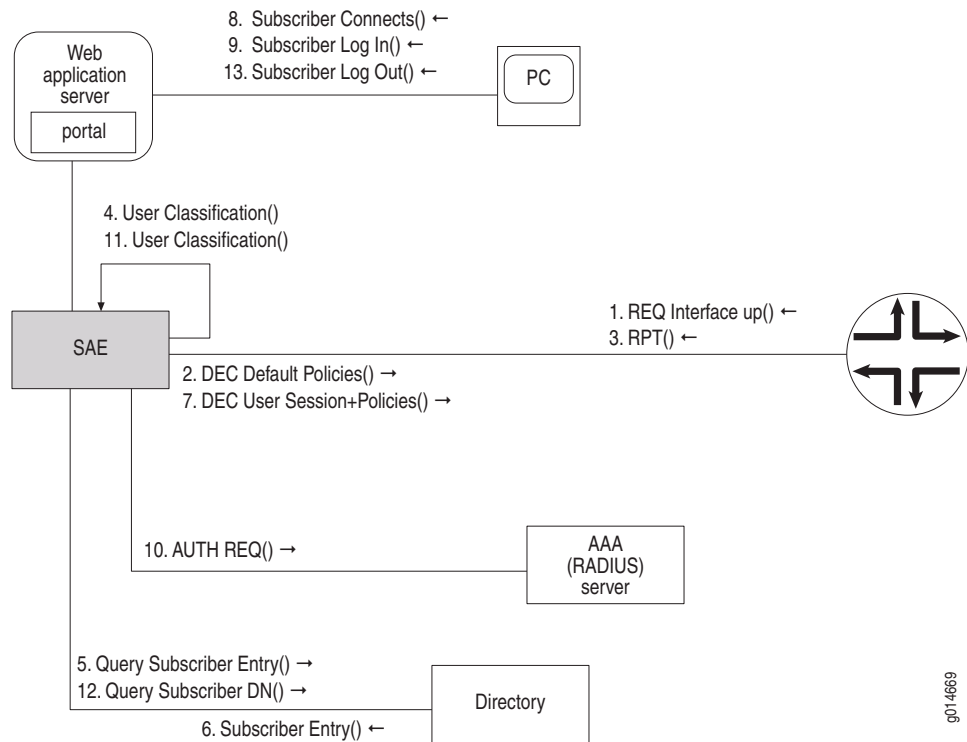 8. Subscriber Connects() ←
9. Subscriber Log In() ←
13. Subscriber Log Out() ←
Web
application
server
portal
PC
4. User Classification()
11. User Classification()
1. REQ Interface up() ←
3. RPT() ←
SAE
2. DEC Default Policies() →
7. DEC User Session+Policies() →
10. AUTH REQ() →
AAA
(RADIUS)
server
5. Query Subscriber Entry() →
12. Query Subscriber DN() →
6. Subscriber Entry() ←
Directory
g014669